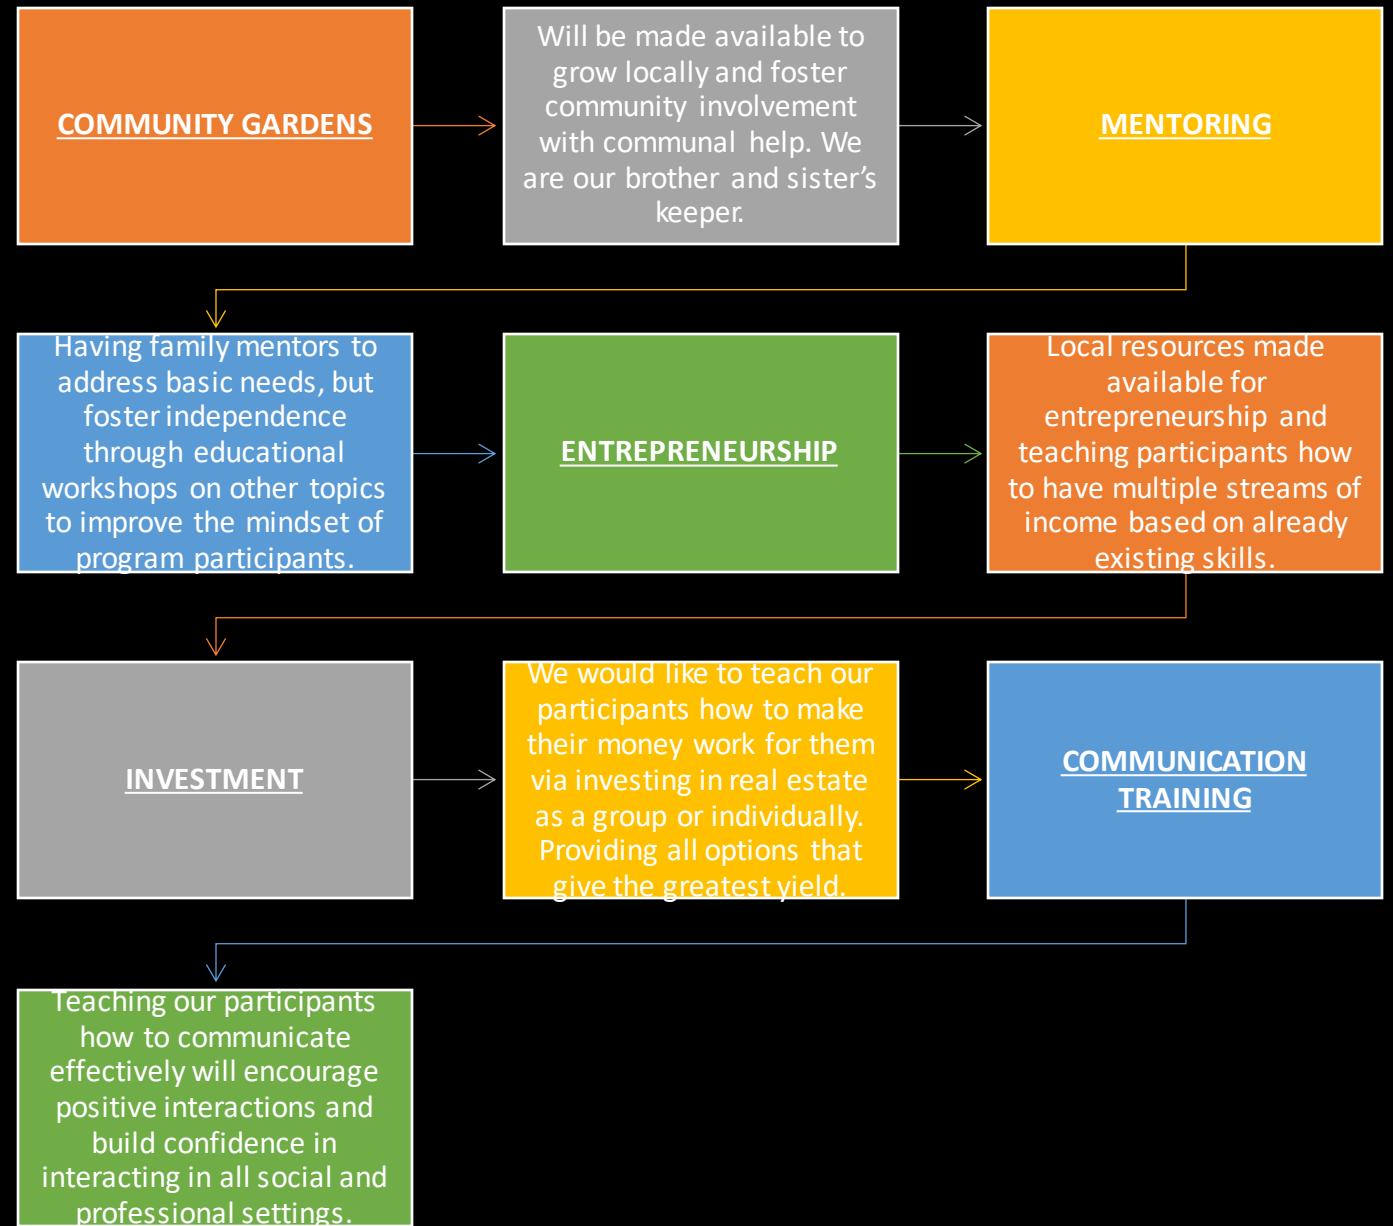 COMMUNITY GARDENS
Will be made available to
grow locally and foster
community involvement
with communal help. We
are our brother and sister’s
keeper.
MENTORING
Having family mentors to
address basic needs, but
foster independence
through educational
workshops on other topics
to improve the mindset of
program participants.
ENTREPRENEURSHIP
Local resources made
available for
entrepreneurship and
teaching participants how
to have multiple streams of
income based on already
existing skills.
INVESTMENT
We would like to teach our
participants how to make
their money work for them
via investing in real estate
as a group or individually.
Providing all options that
give the greatest yield.
COMMUNICATION
TRAINING
Teaching our participants
how to communicate
effectively will encourage
positive interactions and
build confidence in
interacting in all social and
professional settings.